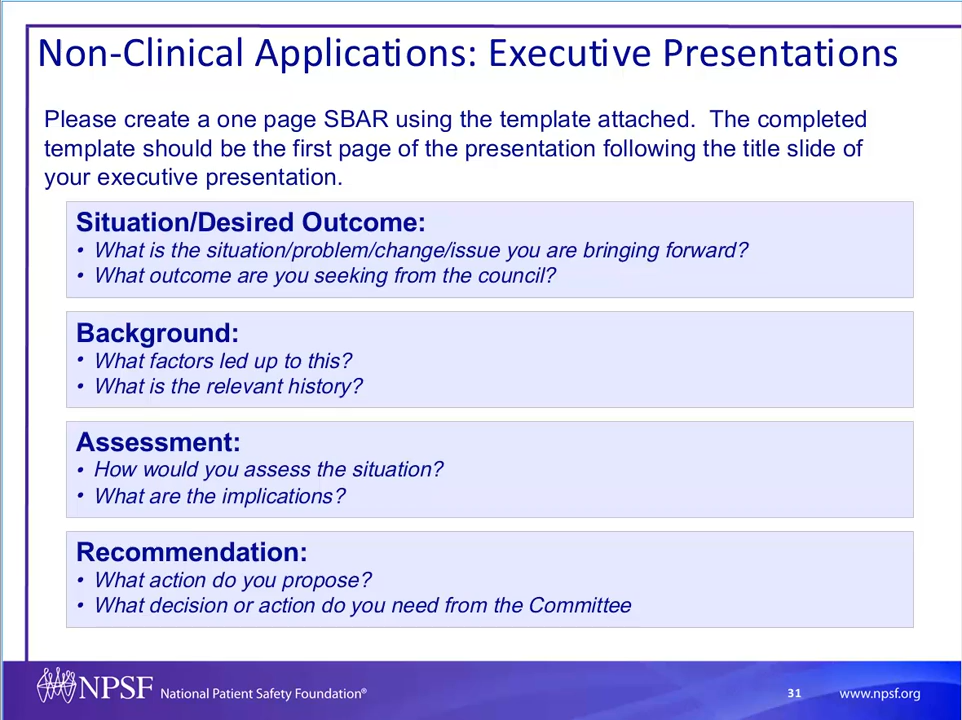 Non-Clinical Applications: Executive Presentations
Please create a one page SBAR using the template attached.  The completed
template should be the first page of the presentation following the title slide of
your executive presentation.
Situation/Desired Outcome:
• What is the situation/problem/change/issue you are bringing forward?
• What outcome are you seeking from the council?
Background:
• What factors led up to this?
• What is the relevant history?
Assessment:
• How would you assess the situation?
• What are the implications?
Recommendation:
• What action do you propose?
• What decision or action do you need from the Committee
NPSF National Patient Safety Foundation® 31 www.npsf.org